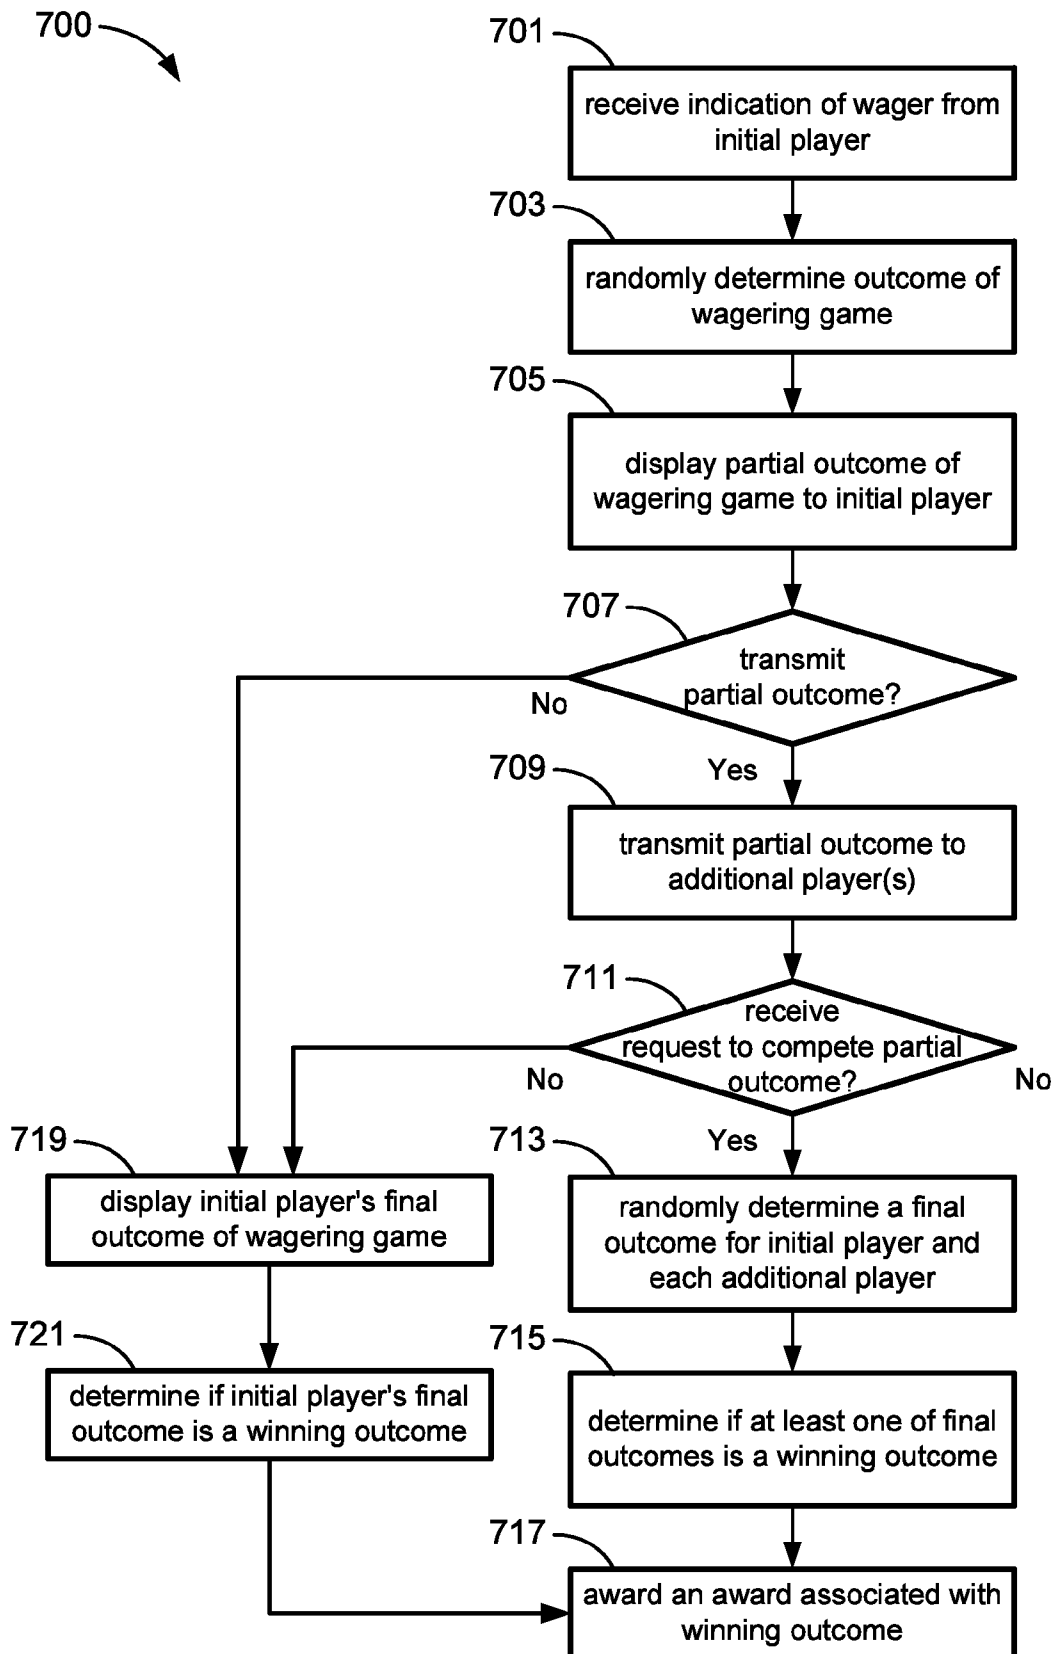 700
701
receive indication of wager from
initial player
703
randomly determine outcome of
wagering game
705
display partial outcome of
wagering game to initial player
707
transmit
partial outcome?
No
Yes
709
transmit partial outcome to
additional player(s)
711
receive
request to compete partial
outcome?
No
No
Yes
719
display initial player's final
outcome of wagering game
713
randomly determine a final
outcome for initial player and
each additional player
721
determine if initial player's final
outcome is a winning outcome
715
determine if at least one of final
outcomes is a winning outcome
717
award an award associated with
winning outcome